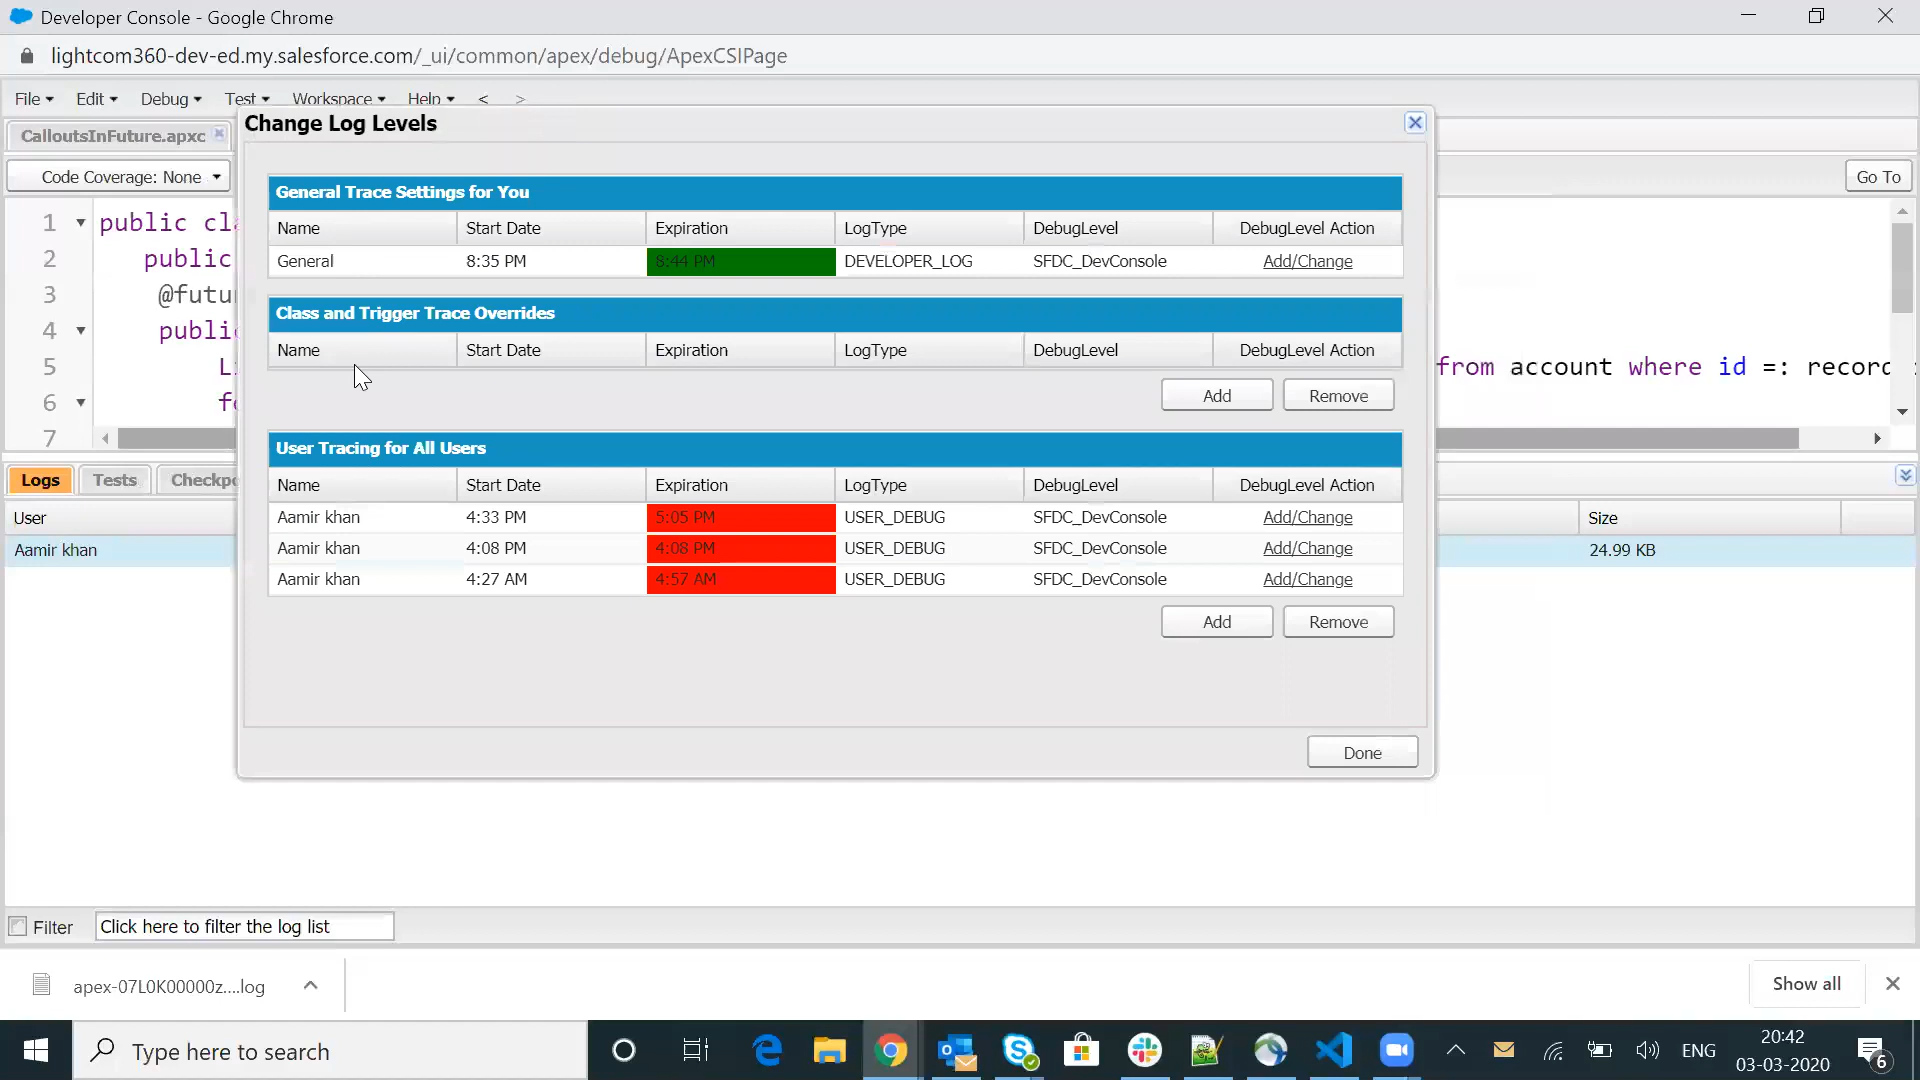 Developer Console - Google Chrome
lightcom360-dev-ed.my.salesforce.com/_ui/common/apex/debug/ApexCSIPage
File Edit Debug Test Workspace Help < >
CalloutsInFuture.apxc
Code Coverage: None Go To
1 public cl
2 public
3 @futu
4 publi
5 L from account where id =: record
6 f
7
Change Log Levels
General Trace Settings for You
Name Start Date Expiration LogType DebugLevel DebugLevel Action
General 8:35 PM 8:44 PM DEVELOPER_LOG SFDC_DevConsole Add/Change
Class and Trigger Trace Overrides
Name Start Date Expiration LogType DebugLevel DebugLevel Action
Add Remove
User Tracing for All Users
Name Start Date Expiration LogType DebugLevel DebugLevel Action
Aamir khan 4:33 PM 5:05 PM USER_DEBUG SFDC_DevConsole Add/Change
Aamir khan 4:08 PM 4:08 PM USER_DEBUG SFDC_DevConsole Add/Change
Aamir khan 4:27 AM 4:57 AM USER_DEBUG SFDC_DevConsole Add/Change
Add Remove
Done
Logs Tests Checkpo
User Size
Aamir khan 24.99 KB
Filter Click here to filter the log list
apex-07L0K00000z....log Show all
Type here to search ENG 20:42
03-03-2020 6